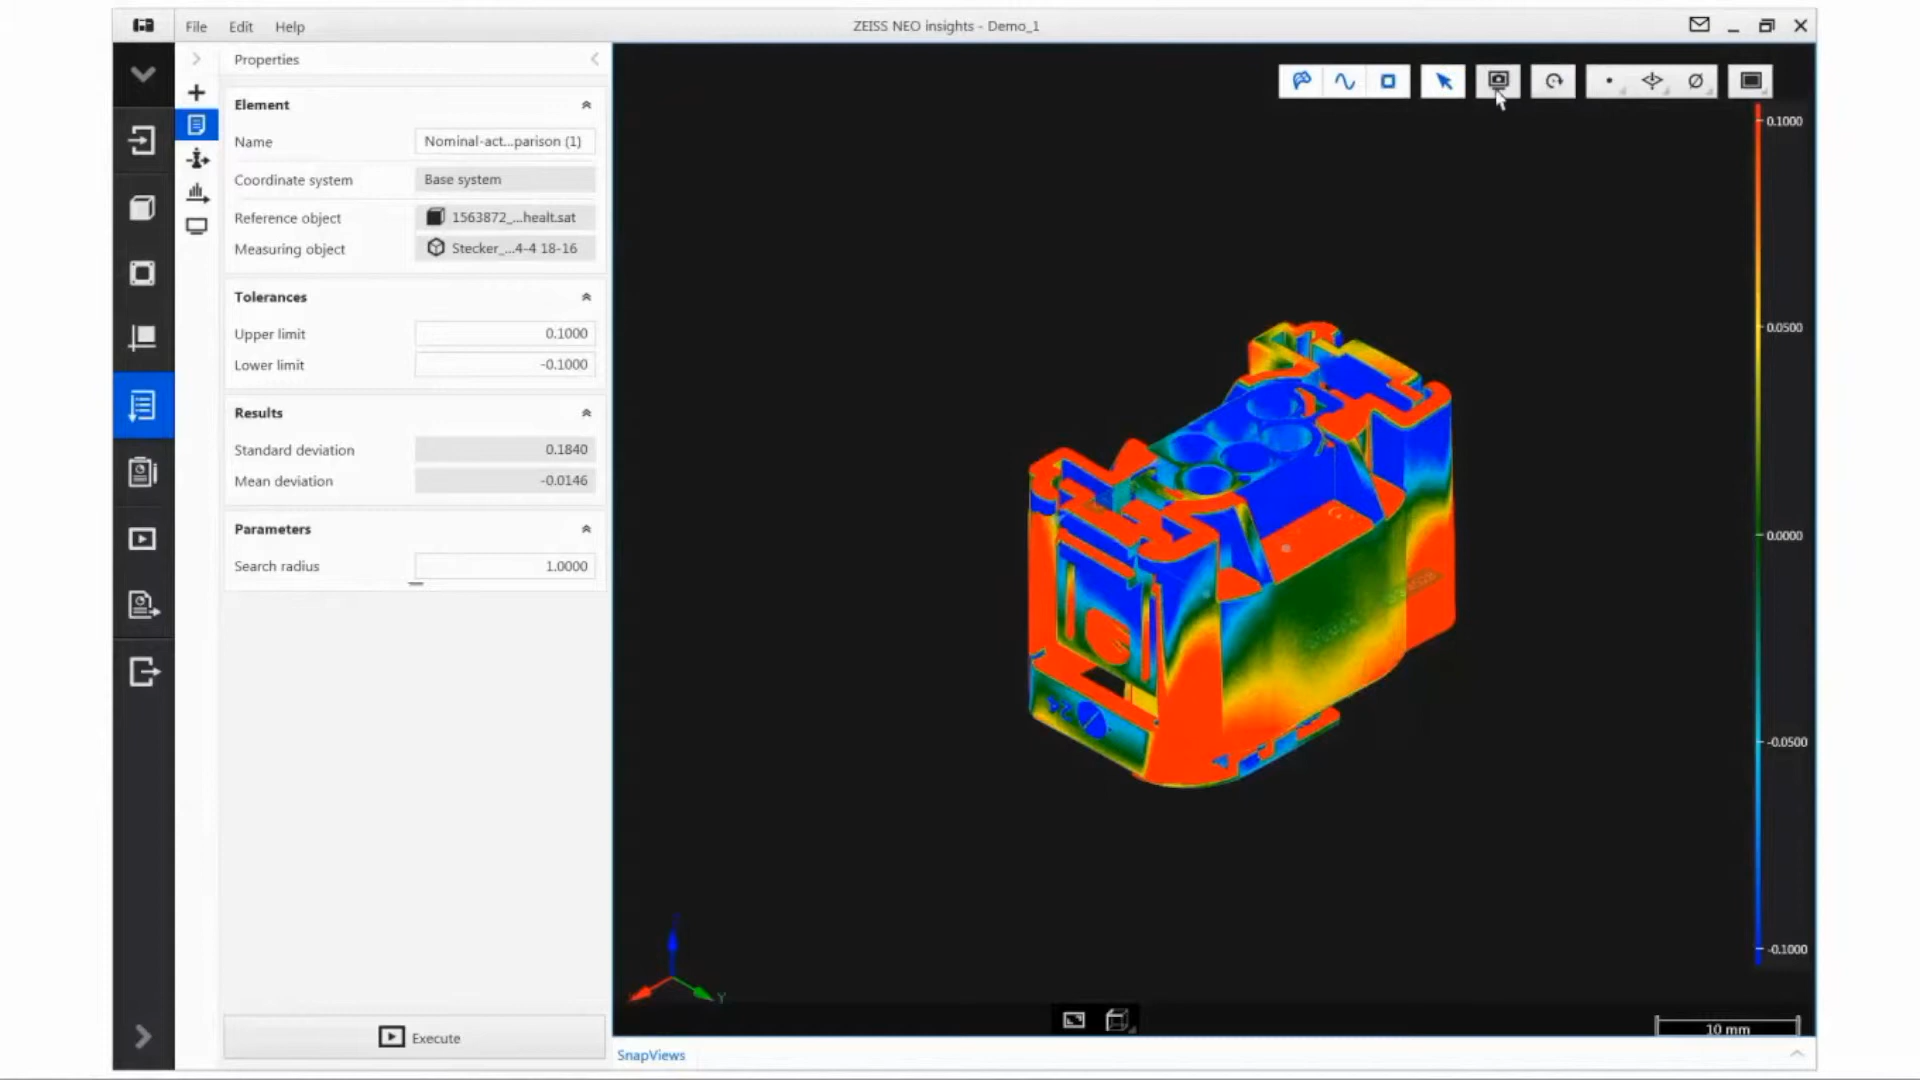 File Edit Help
ZEISS NEO insights - Demo_1
Properties
Element
Name Nominal-act...parison (1)
Coordinate system Base system
Reference object 1563872_...healt.sat
Measuring object Stecker_...4-4 18-16
Tolerances
Upper limit 0.1000
Lower limit -0.1000
Results
Standard deviation 0.1840
Mean deviation -0.0146
Parameters
Search radius 1.0000
Execute
0.1000
0.0500
0.0000
-0.0500
-0.1000
Y
10 mm
SnapViews